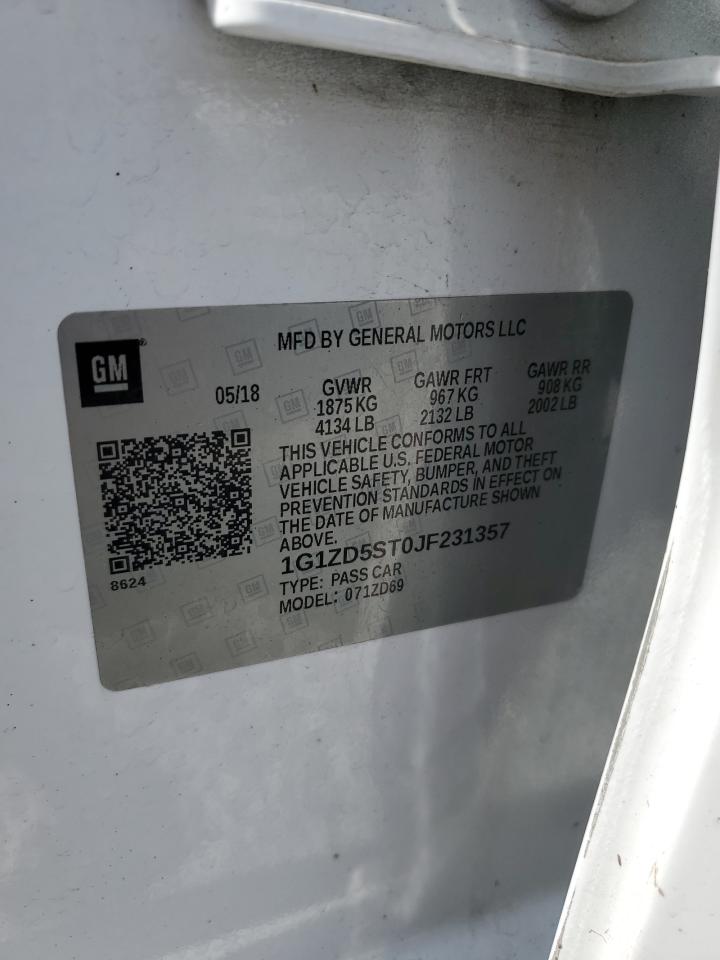 MFD BY GENERAL MOTORS LLC
GM
05/18
GVWR
1875 KG
4134 LB
GAWR FRT
967 KG
2132 LB
GAWR RR
908 KG
2002 LB
THIS VEHICLE CONFORMS TO ALL
APPLICABLE U.S. FEDERAL MOTOR
VEHICLE SAFETY, BUMPER, AND THEFT
PREVENTION STANDARDS IN EFFECT ON
THE DATE OF MANUFACTURE SHOWN
ABOVE.
1G1ZD5ST0JF231357
TYPE: PASS CAR
MODEL: 071ZD69
8624